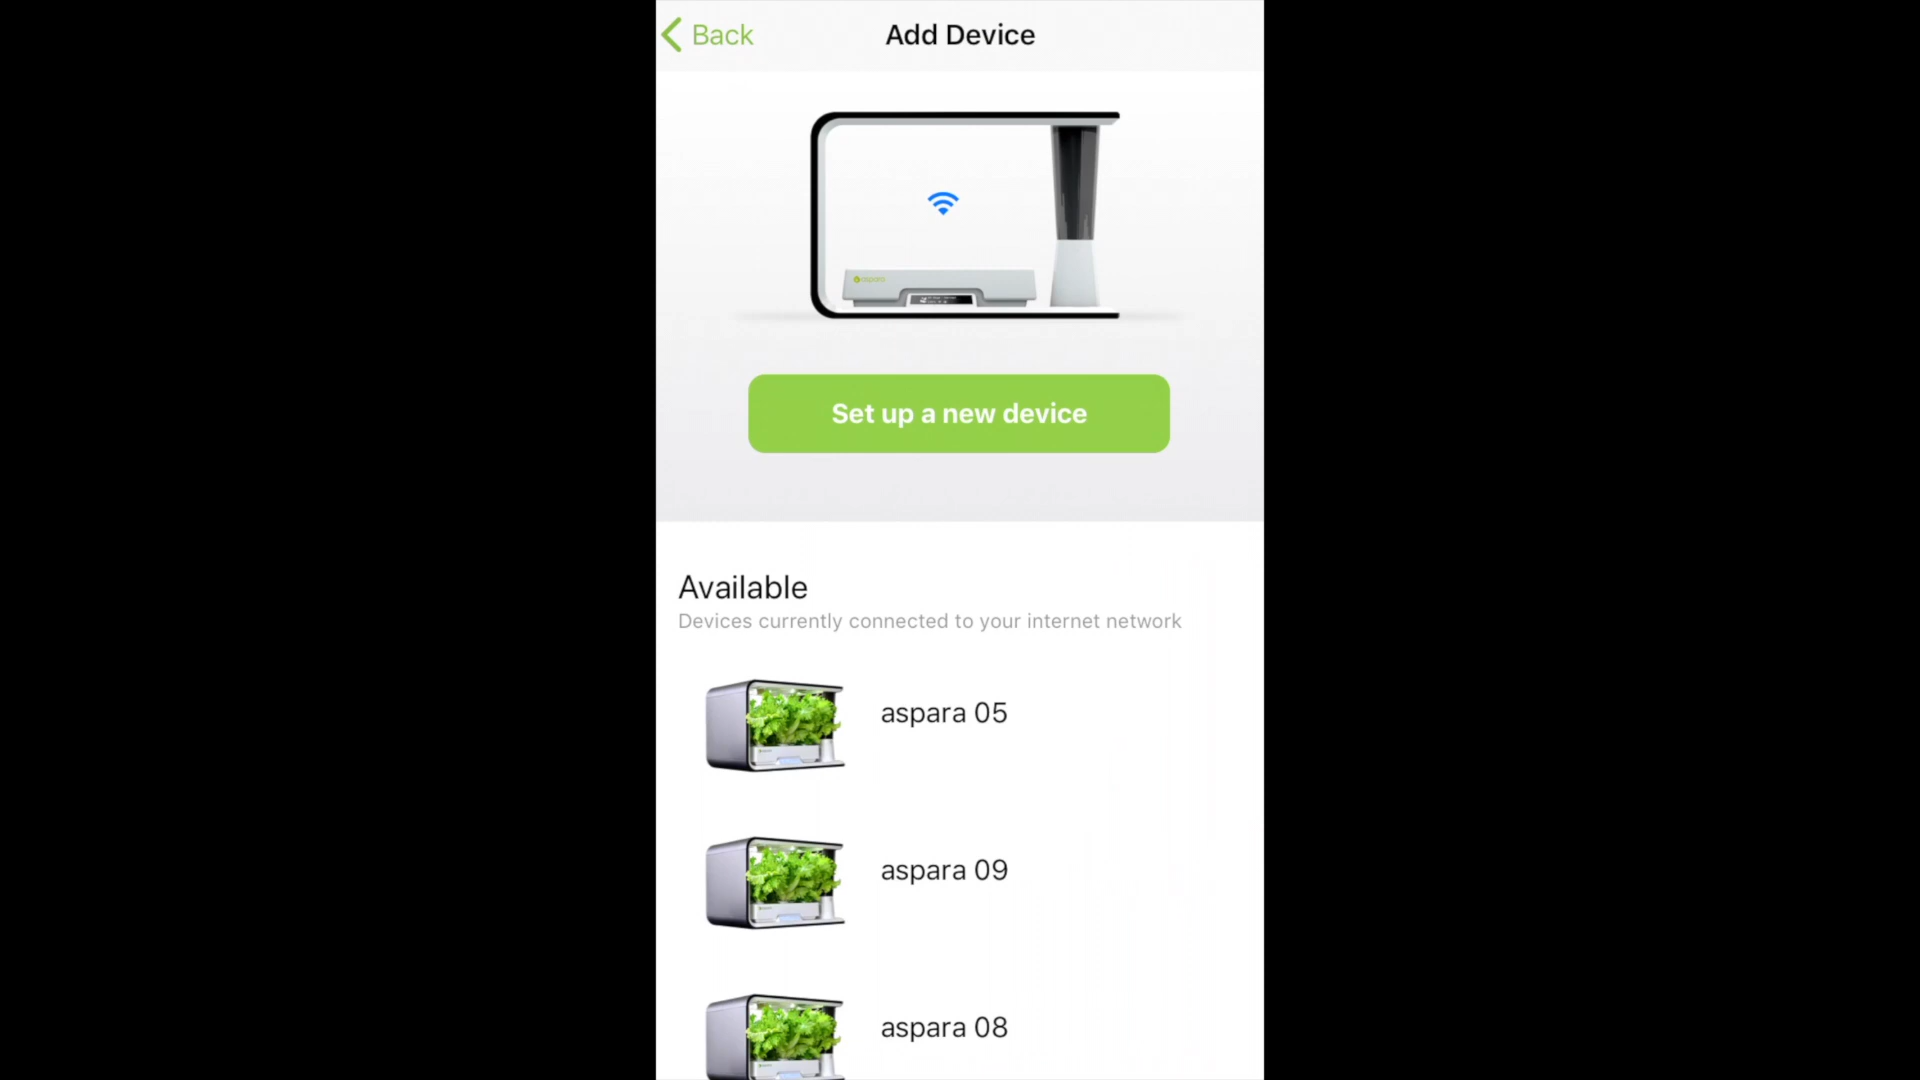 Back
Add Device
aspara
Set up a new device
Available
Devices currently connected to your internet network
aspara 05
aspara 09
aspara 08